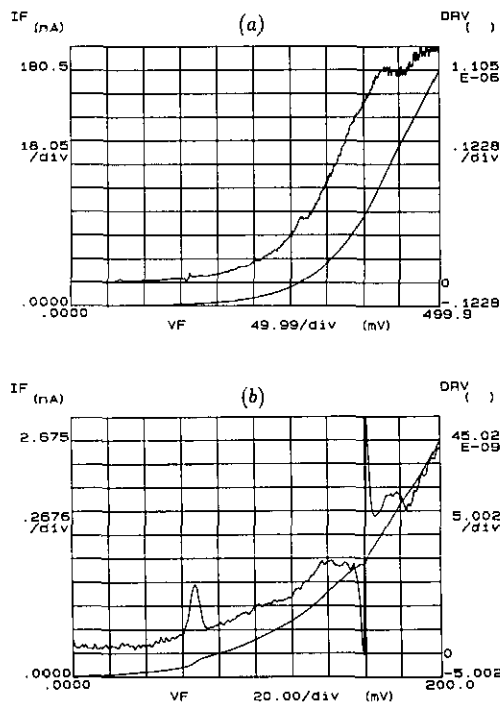 IF (nA) (a) DRV ( )
180.5 1.105 E-06
18.05 /div .1228 /div
.0000 0
-.1228
.0000 VF 49.99/div (mV) 499.9
IF (nA) (b) DRV ( )
2.675 45.02 E-09
.2676 /div 5.002 /div
.0000 0
-5.002
.0000 VF 20.00/div (mV) 200.0